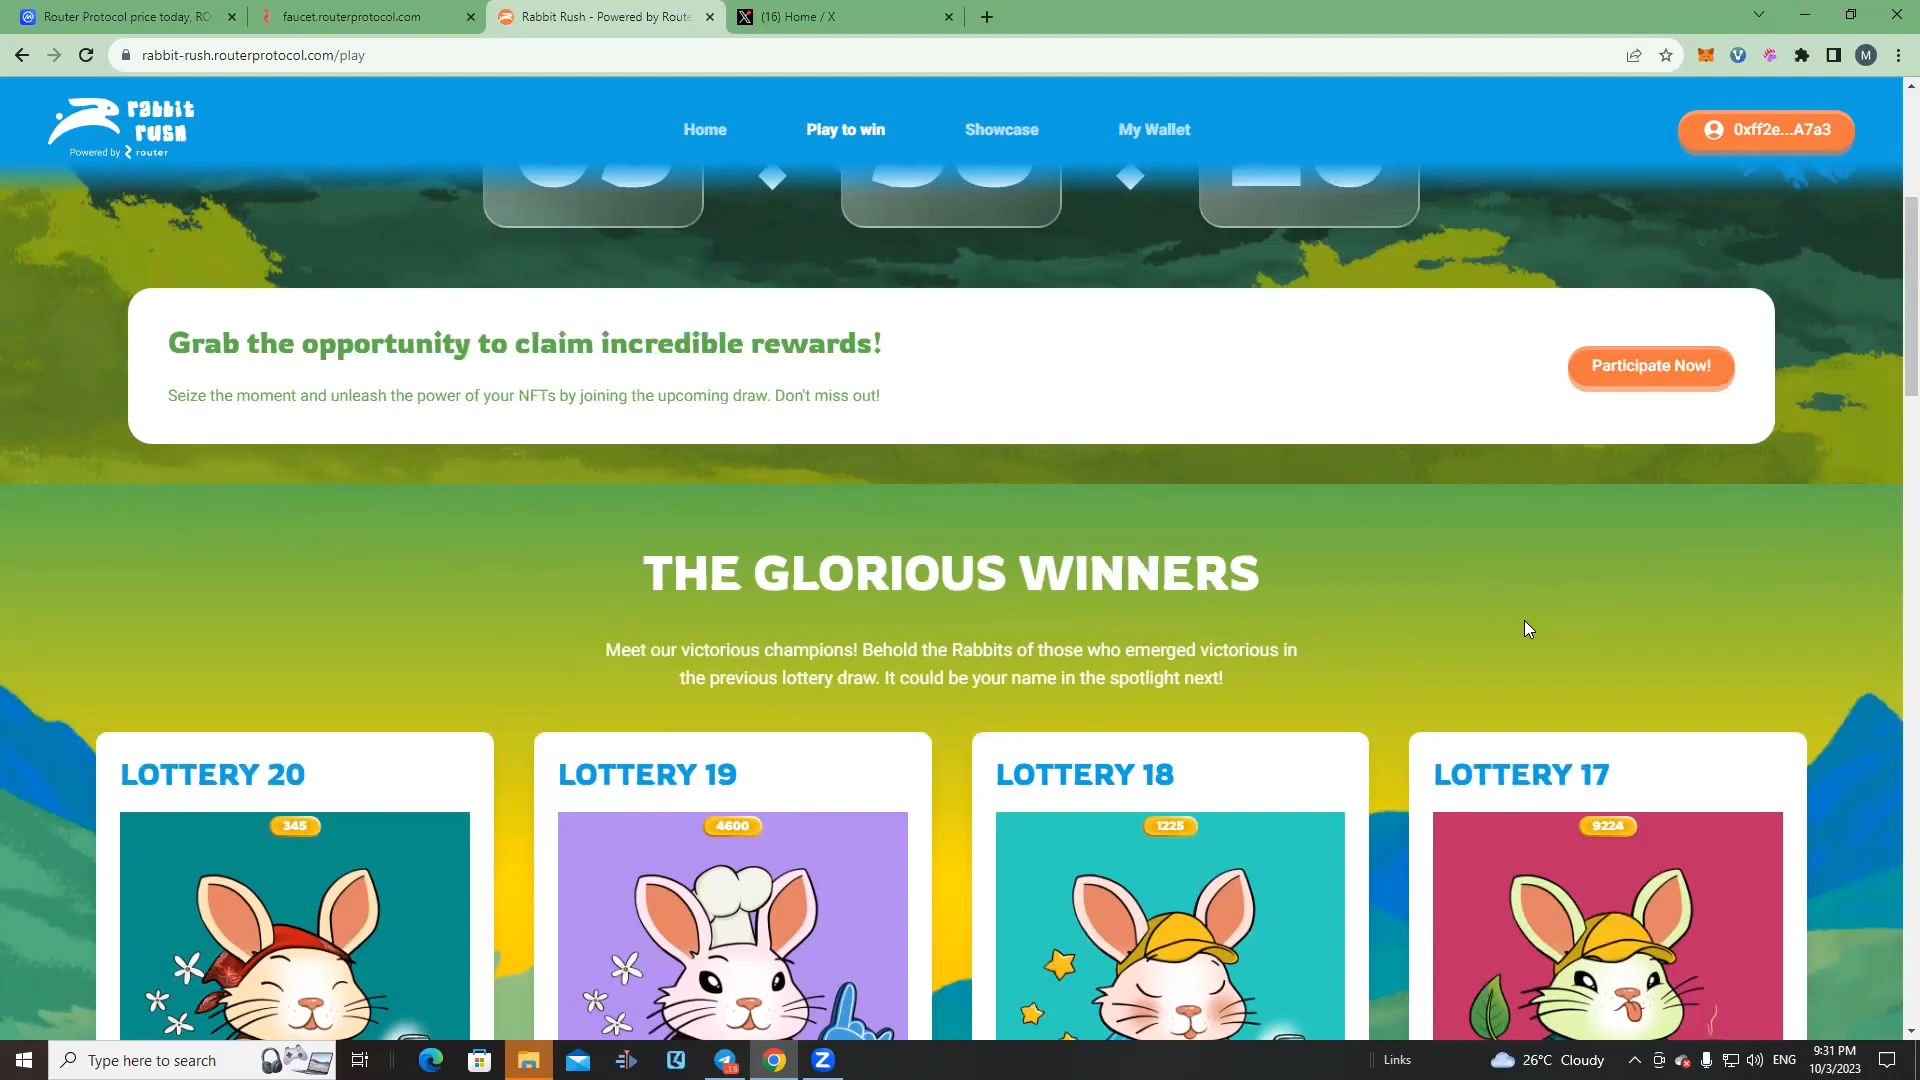 Router Protocol price today, RO
faucet.routerprotocol.com
Rabbit Rush - Powered by Route
(16) Home / X
rabbit-rush.routerprotocol.com/play
M
rabbit
rush
Powered by router
Home
Play to win
Showcase
My Wallet
0xff2e...A7a3
Grab the opportunity to claim incredible rewards!
Seize the moment and unleash the power of your NFTs by joining the upcoming draw. Don't miss out!
Participate Now!
THE GLORIOUS WINNERS
Meet our victorious champions! Behold the Rabbits of those who emerged victorious in
the previous lottery draw. It could be your name in the spotlight next!
LOTTERY 20
LOTTERY 19
LOTTERY 18
LOTTERY 17
345
4600
1225
9224
Type here to search
Links
26°C Cloudy
ENG
9:31 PM
10/3/2023